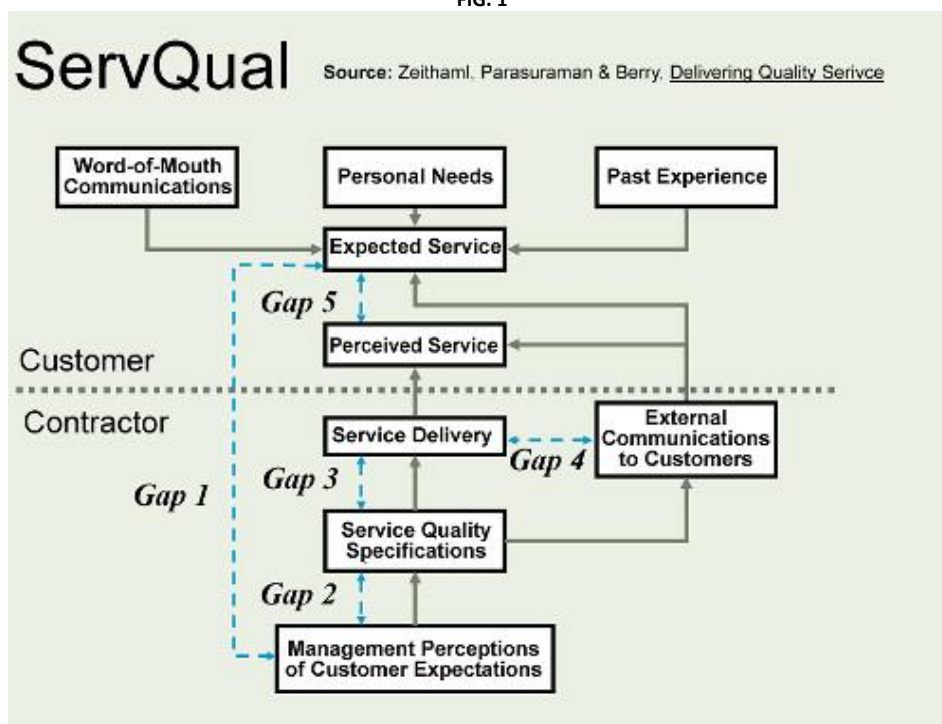 FIG. 1
ServQual
Source: Zeithaml, Parasuraman & Berry, Delivering Quality Serivce
Word-of-Mouth
Communications
Personal Needs
Past Experience
Expected Service
Gap 5
Perceived Service
Customer
Contractor
Service Delivery
External
Communications
to Customers
Gap 4
Gap 3
Gap 1
Service Quality
Specifications
Gap 2
Management Perceptions
of Customer Expectations